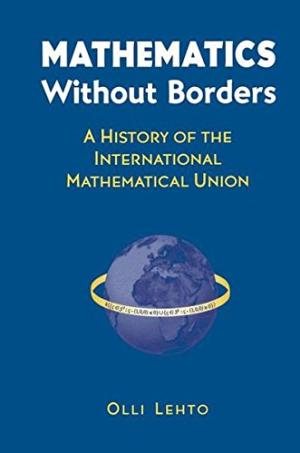 MATHEMATICS
Without Borders
A HISTORY OF THE
INTERNATIONAL
MATHEMATICAL UNION
OLLI LEHTO